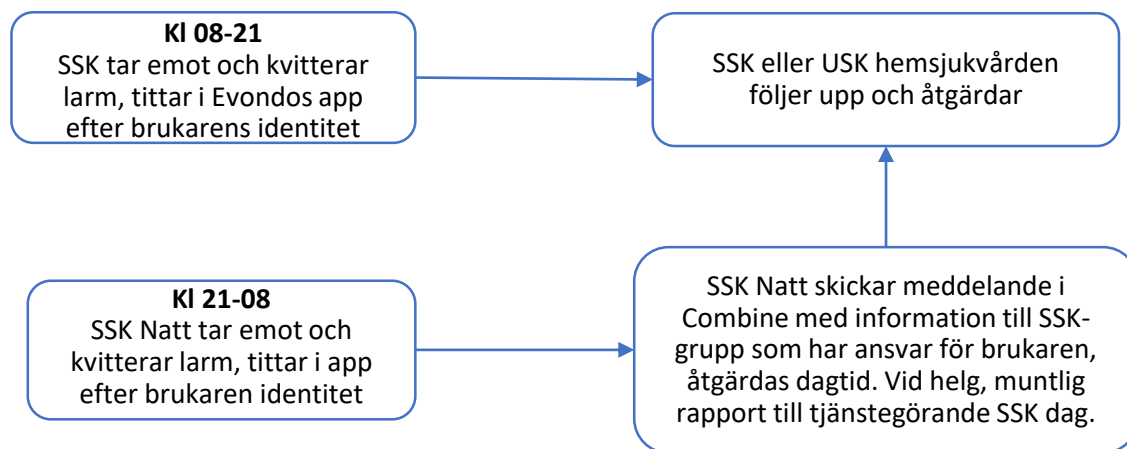 Kl 08-21
SSK tar emot och kvitterar
larm, tittar i Evondos app
efter brukarens identitet
SSK eller USK hemsjukvården
följer upp och åtgärdar
Kl 21-08
SSK Natt tar emot och
kvitterar larm, tittar i app
efter brukaren identitet
SSK Natt skickar meddelande i
Combine med information till SSK-
grupp som har ansvar för brukaren,
åtgärdas dagtid. Vid helg, muntlig
rapport till tjänstegörande SSK dag.